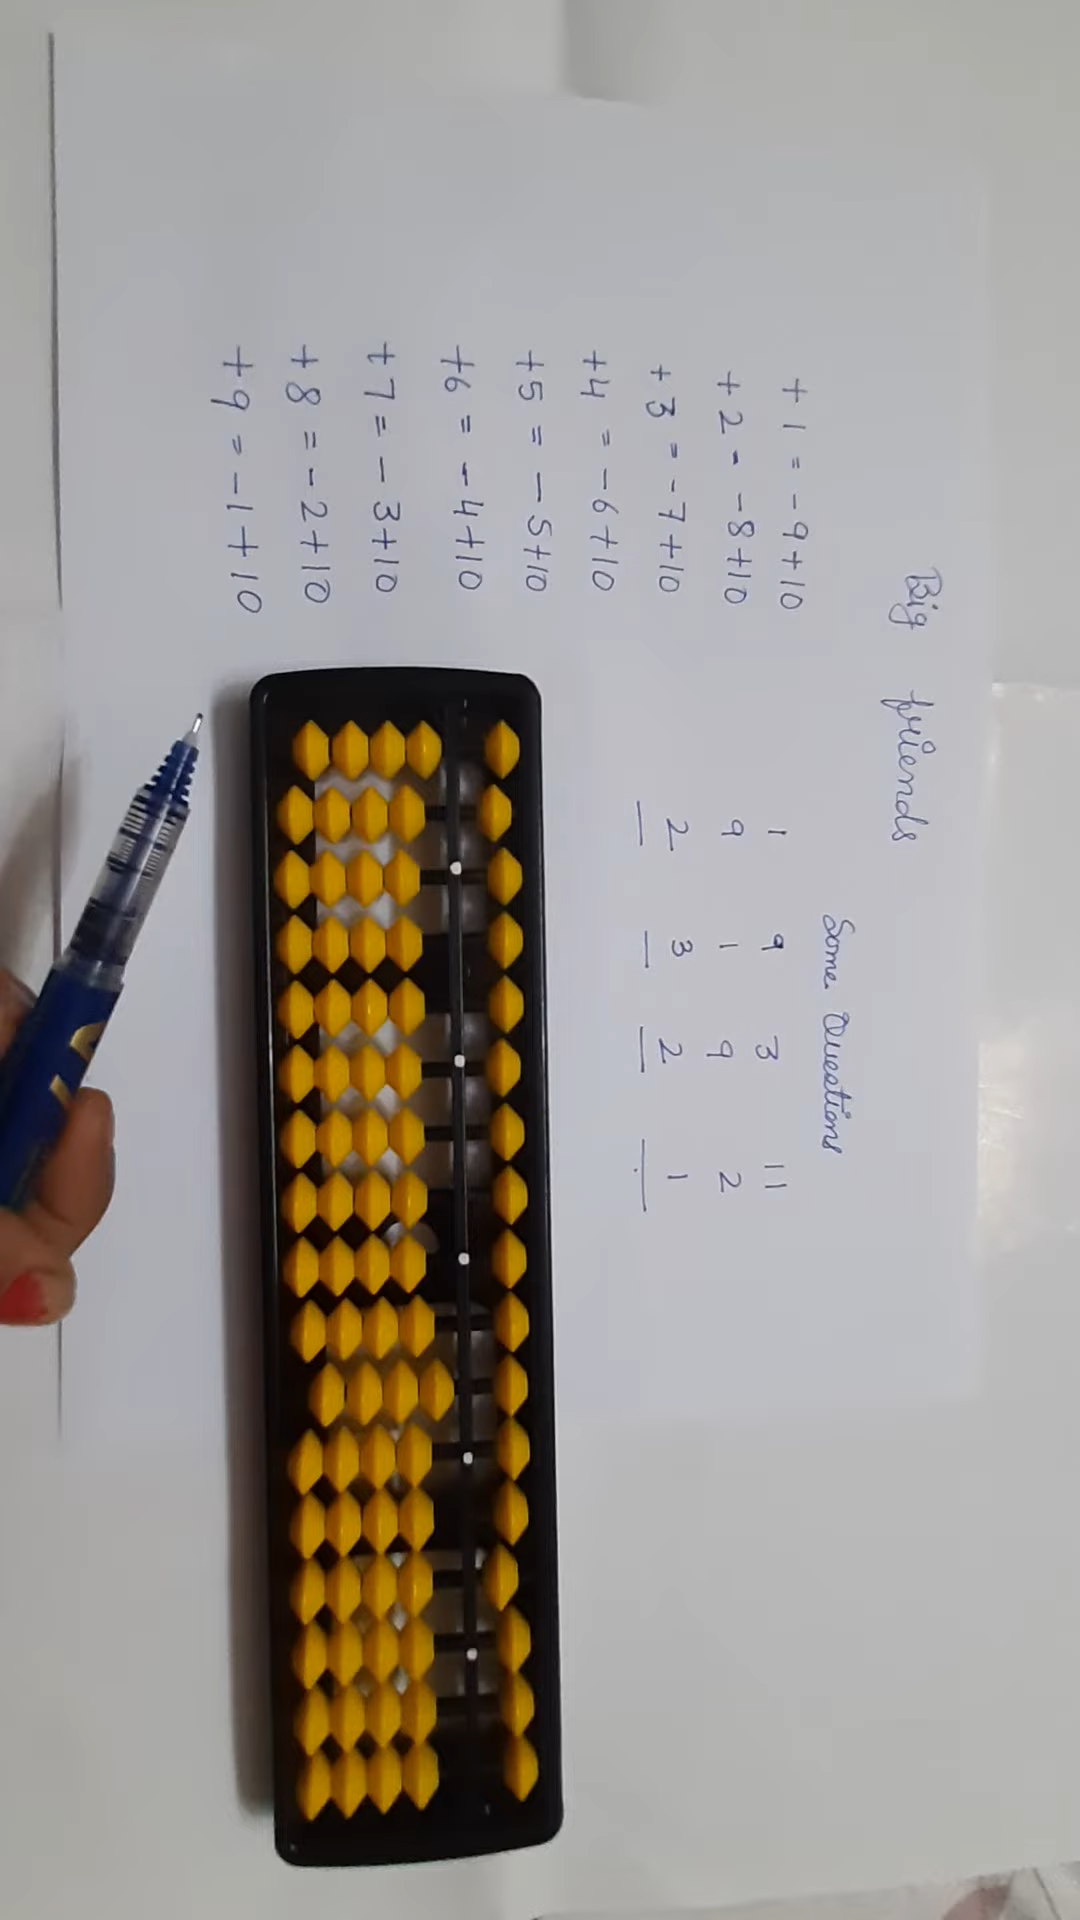 Big friends
+1 = -9+10
+2 - -8+10
+3 = -7+10
+4 = -6+10
+5 = -5+10
+6 = -4+10
+7 = -3+10
+8 = -2+10
+9 = -1+10
Some Questions
1 9 3 11
9 1 9 2
2 3 2 1